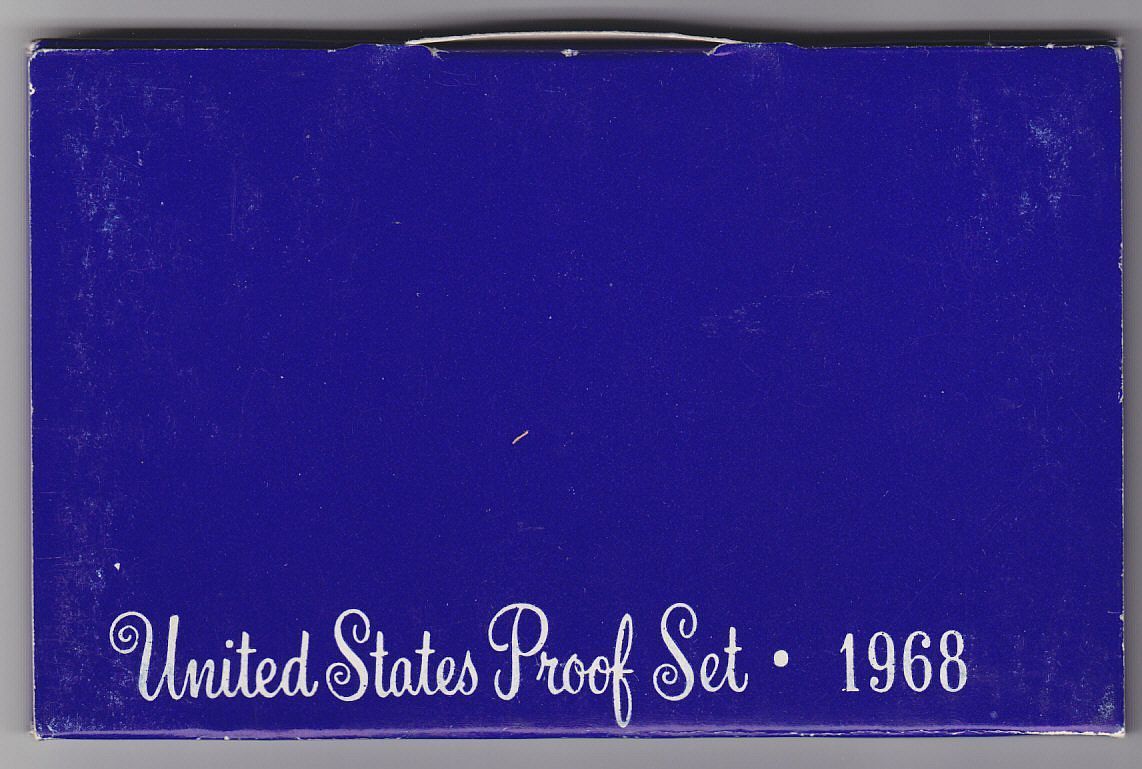 United States Proof Set • 1968